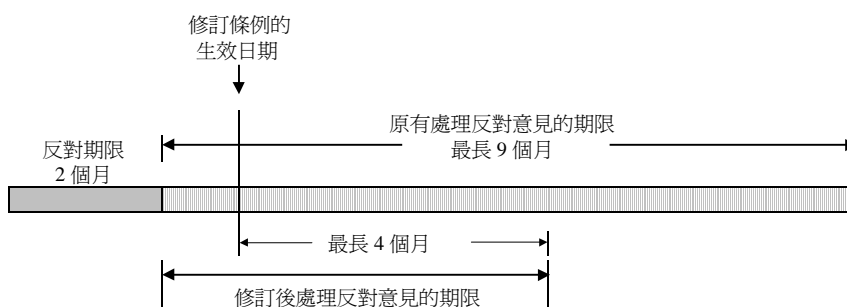 修訂條例的
生效日期
原有處理反對意見的期限
最長 9 個月
反對期限
2 個月
最長 4 個月
修訂後處理反對意見的期限